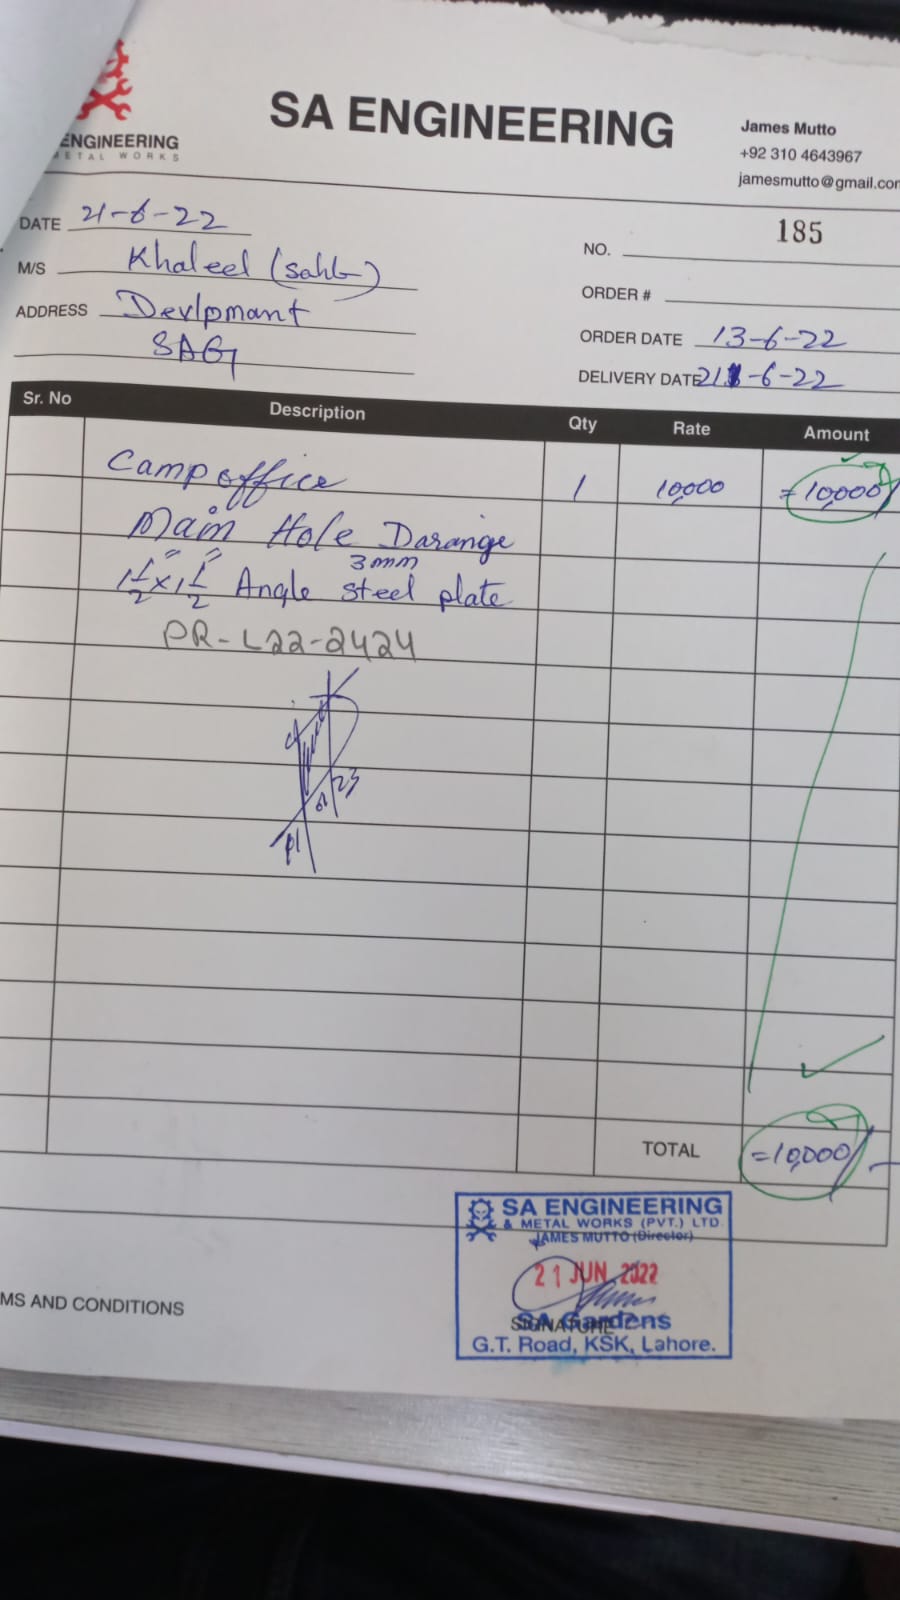 ENGINEERING
METAL WORKS
SA ENGINEERING
James Mutto
+92 310 4643967
jamesmutto@gmail.com
DATE 21-6-22
M/S Khaleel (sahb)
ADDRESS Devlpmant
SAG
185
NO.
ORDER #
ORDER DATE 13-6-22
DELIVERY DATE 21-6-22
Sr. No Description Qty Rate Amount
Camp office 1 10,000 =10,000/
Main Hole Darange
3mm
1 1/2" x 1 1/2" Angle steel plate
PR-L22-2424
TOTAL =10,000/-
SA ENGINEERING
& METAL WORKS (PVT.) LTD
JAMES MUTTO (Director)
21 JUN 2022
SIGNATURE
SA Gardens
G.T. Road, KSK, Lahore.
MS AND CONDITIONS